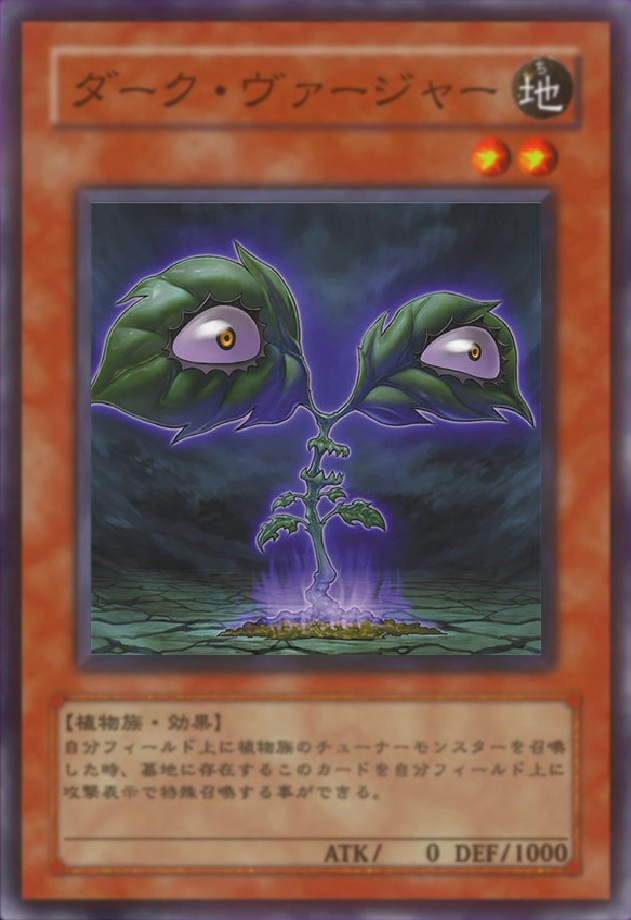 ダーク・ヴァージャー
ち
地
【植物族・効果】
自分フィールド上に植物族のチューナーモンスターを召喚
した時、墓地に存在するこのカードを自分フィールド上に
攻撃表示で特殊召喚する事ができる。
ATK/ 0 DEF/1000